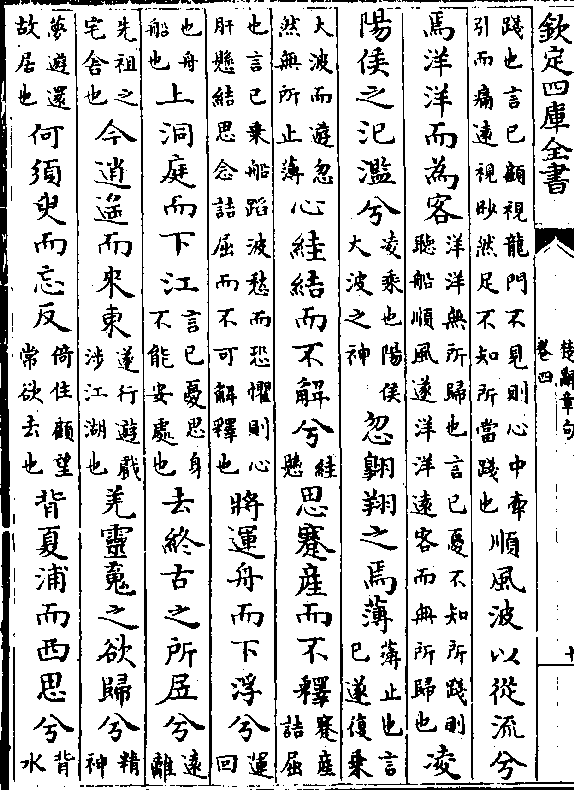 欽定四庫全書 楚辭章句 卷四 十
踐也言已顧視龍門不見則心中牽引而痛遠視眇然足不知所當踐也順風波以從流兮
焉洋洋而為客洋洋無所歸也言已憂不知所踐則聴船順風遂洋洋遠客而無所歸也凌
陽侯之氾濫兮凌乗也陽侯大波之神忽翺翔之焉薄薄止也言已遂復乗
大波而遊忽然無所止薄心絓結而不解兮絓懸思蹇産而不釋蹇産詰屈
也言已乗船蹈波愁而恐懼則心肝懸結思念詰屈而不可解釋也將運舟而下浮兮運回
也舟船也上洞庭而下江言已憂思身不能安處也去終古之所居兮遠離
先祖之宅舍也今逍遙而來東遂行遊戲涉江湖也羌靈䰟之欲歸兮精神
夢遊還故居也何須臾而忘反倚住顧望常欲去也背夏浦而西思兮背水